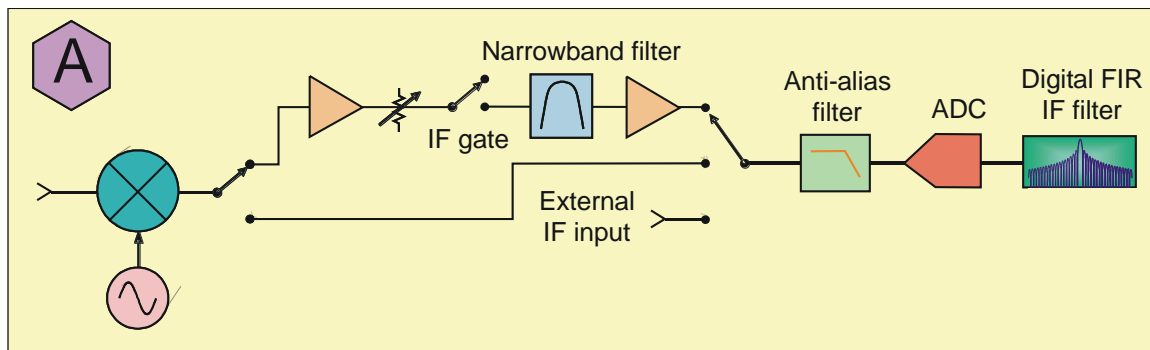 A
Narrowband filter
IF gate
External
IF input
Anti-alias
filter
ADC
Digital FIR
IF filter